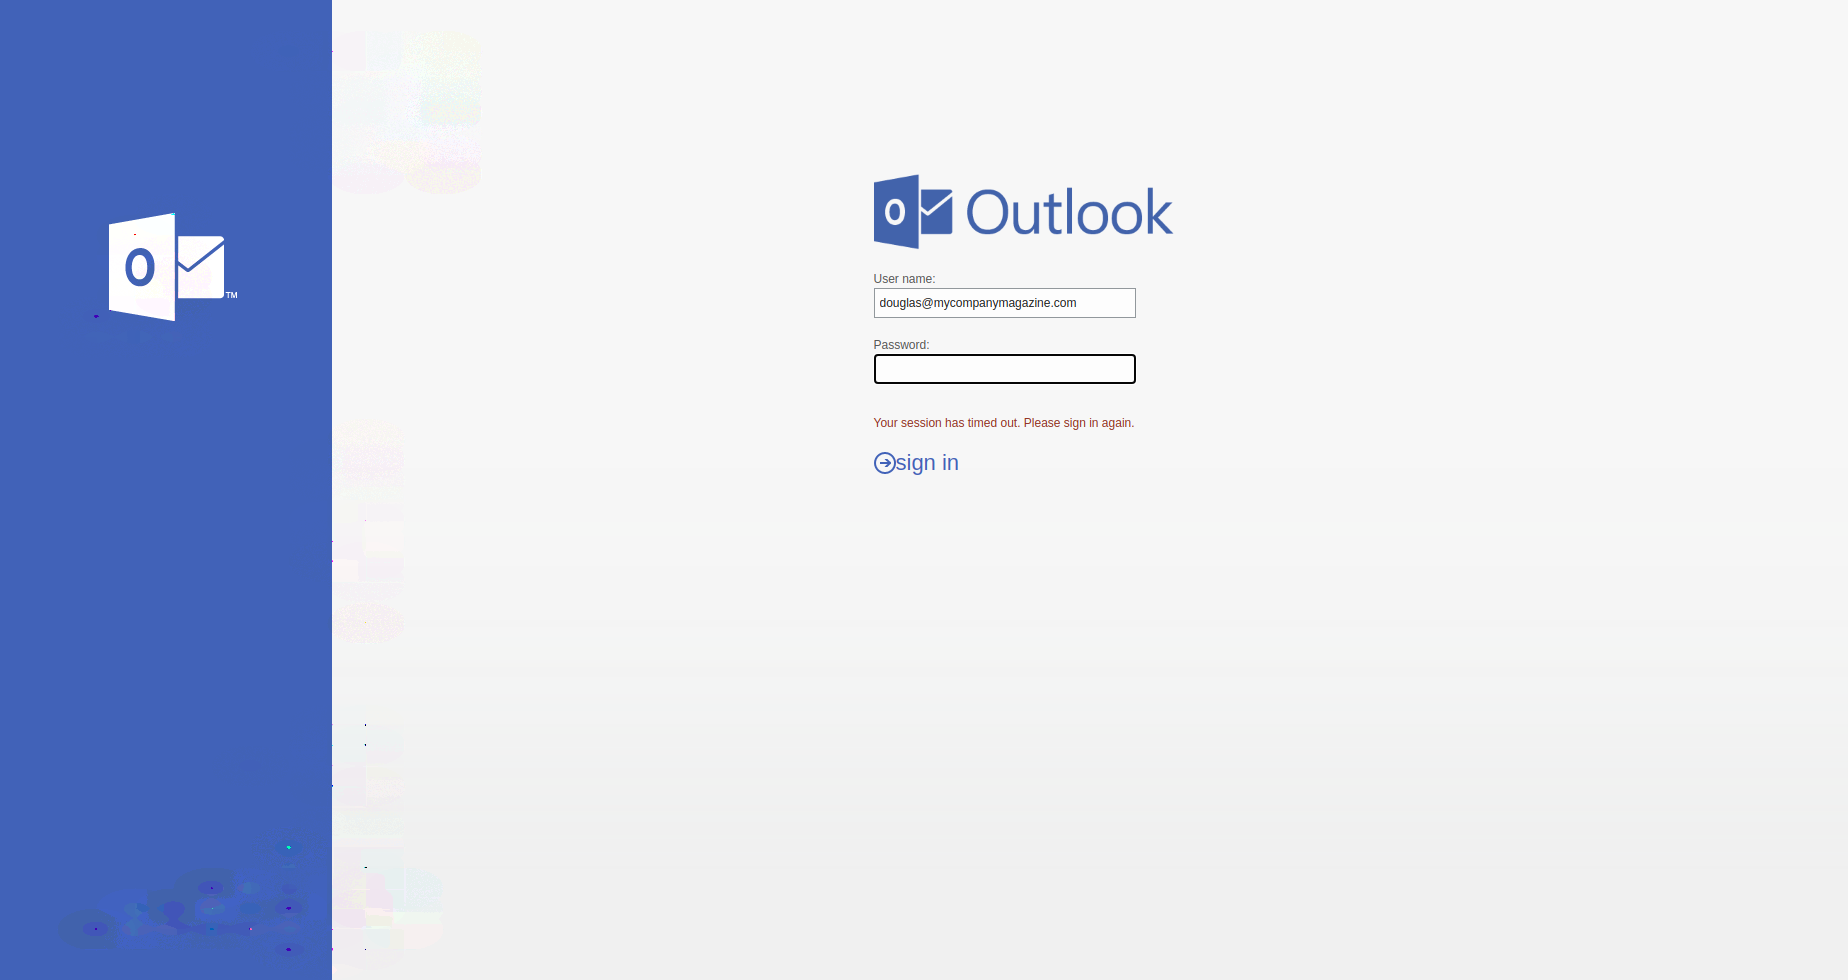 O
TM
O Outlook
User name:
douglas@mycompanymagazine.com
Password:
Your session has timed out. Please sign in again.
sign in